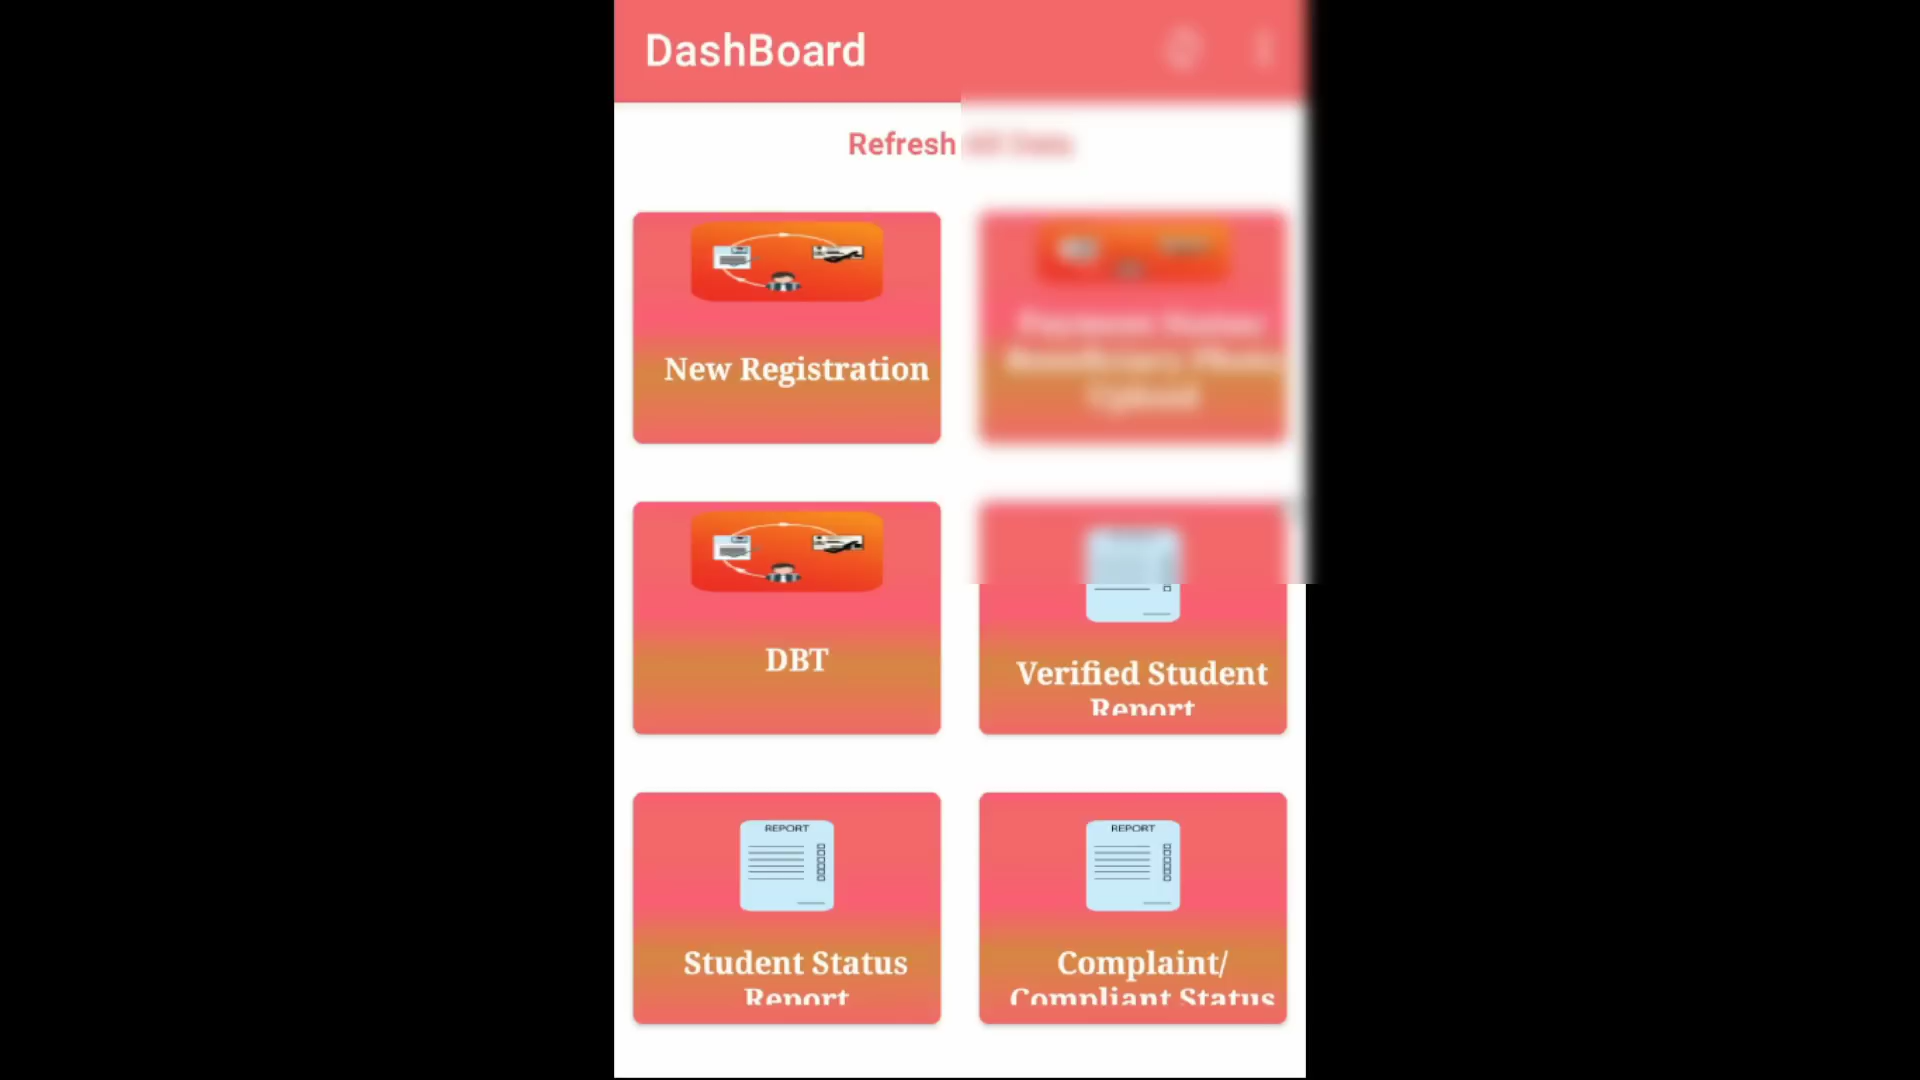 DashBoard
Refresh
New Registration
DBT
Verified Student
Report
REPORT
Student Status
Report
REPORT
Complaint/
Compliant Status